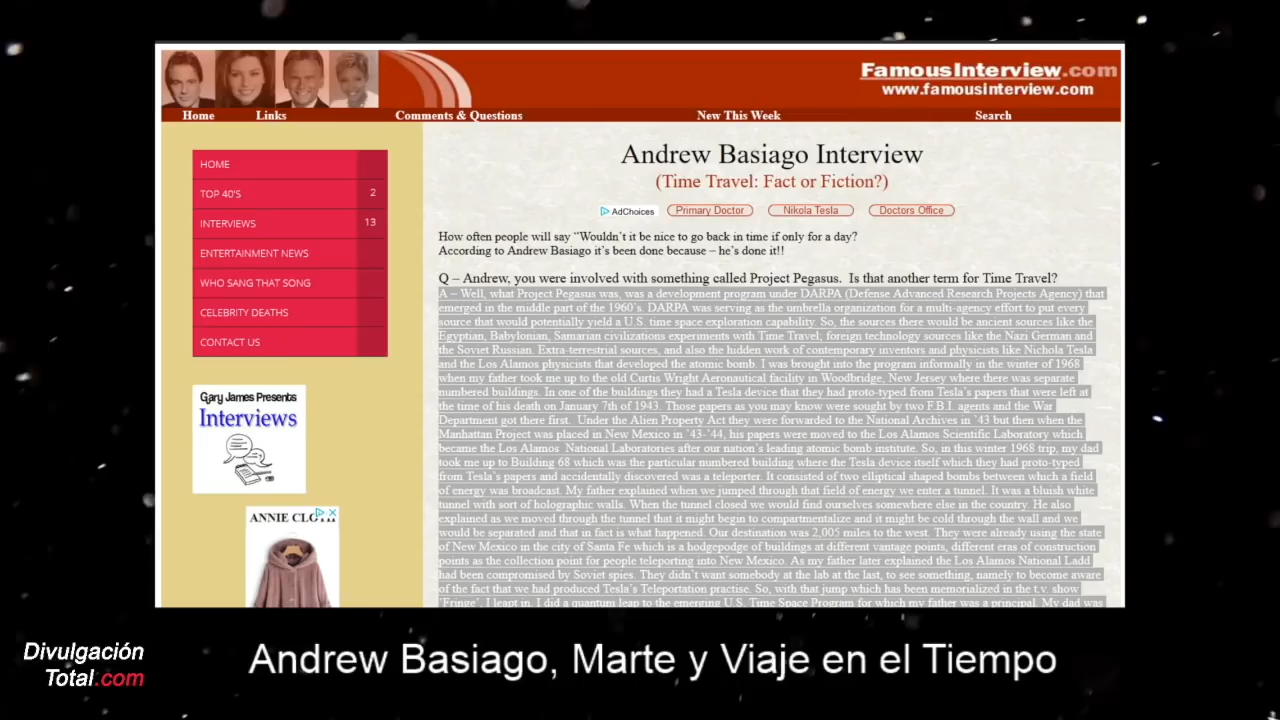 FamousInterview.com
www.famousinterview.com
Home Links Comments & Questions New This Week Search
HOME
TOP 40'S 2
INTERVIEWS 13
ENTERTAINMENT NEWS
WHO SANG THAT SONG
CELEBRITY DEATHS
CONTACT US
Gary James Presents
Interviews
ANNIE CLO
Andrew Basiago Interview
(Time Travel: Fact or Fiction?)
AdChoices Primary Doctor Nikola Tesla Doctors Office
How often people will say “Wouldn’t it be nice to go back in time if only for a day?
According to Andrew Basiago it’s been done because – he’s done it!!
Q – Andrew, you were involved with something called Project Pegasus. Is that another term for Time Travel?
A – Well, what Project Pegasus was, was a development program under DARPA (Defense Advanced Research Projects Agency) that
emerged in the middle part of the 1960’s. DARPA was serving as the umbrella organization for a multi-agency effort to put every
source that would potentially yield a U.S. time space exploration capability. So, the sources there would be ancient sources like the
Egyptian, Babylonian, Samarian civilizations experiments with Time Travel; foreign technology sources like the Nazi German and
the Soviet Russian. Extra-terrestrial sources, and also the hidden work of contemporary inventors and physicists like Nichola Tesla
and the Los Alamos physicists that developed the atomic bomb. I was brought into the program informally in the winter of 1968
when my father took me up to the old Curtis Wright Aeronautical facility in Woodbridge, New Jersey where there was separate
numbered buildings. In one of the buildings they had a Tesla device that they had proto-typed from Tesla’s papers that were left at
the time of his death on January 7th of 1943. Those papers as you may know were sought by two F.B.I. agents and the War
Department got there first. Under the Alien Property Act they were forwarded to the National Archives in ’43 but then when the
Manhattan Project was placed in New Mexico in ’43-’44, his papers were moved to the Los Alamos Scientific Laboratory which
became the Los Alamos National Laboratories after our nation’s leading atomic bomb institute. So, in this winter 1968 trip, my dad
took me up to Building 68 which was the particular numbered building where the Tesla device itself which they had proto-typed
from Tesla’s papers and accidentally discovered was a teleporter. It consisted of two elliptical shaped bombs between which a field
of energy was broadcast. My father explained when we jumped through that field of energy we enter a tunnel. It was a bluish white
tunnel with sort of holographic walls. When the tunnel closed we would find ourselves somewhere else in the country. He also
explained as we moved through the tunnel that it might begin to compartmentalize and it might be cold through the wall and we
would be separated and that in fact is what happened. Our destination was 2,005 miles to the west. They were already using the state
of New Mexico in the city of Santa Fe which is a hodgepodge of buildings at different vantage points, different eras of construction
points as the collection point for people teleporting into New Mexico. As my father later explained the Los Alamos National Ladd
had been compromised by Soviet spies. They didn’t want somebody at the lab at the last, to see something, namely to become aware
of the fact that we had produced Tesla’s Teleportation practise. So, with that jump which has been memorialized in the t.v. show
‘Fringe’, I leapt in. I did a quantum leap to the emerging U.S. Time Space Program for which my father was a principal. My dad was
Divulgación
Total.com
Andrew Basiago, Marte y Viaje en el Tiempo